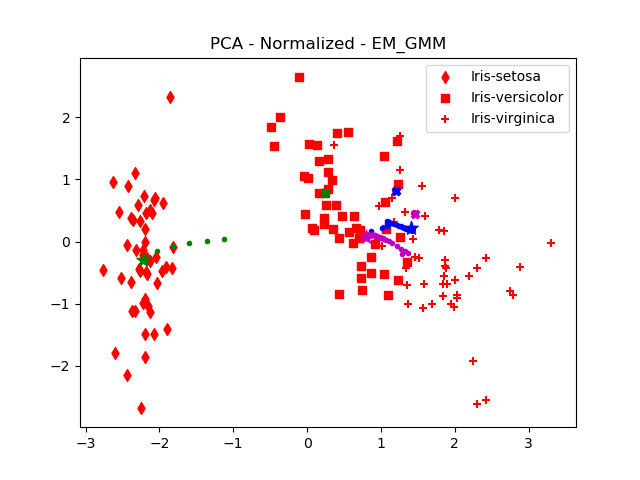 PCA - Normalized - EM_GMM
Iris-setosa
Iris-versicolor
Iris-virginica
2
1
0
−1
−2
−3 −2 −1 0 1 2 3